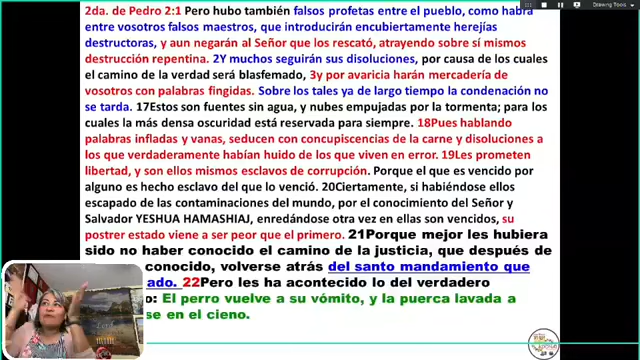 2da. de Pedro 2:1 Pero hubo también falsos profetas entre el pueblo, como habrá
entre vosotros falsos maestros, que introducirán encubiertamente herejías
destructoras, y aun negarán al Señor que los rescató, atrayendo sobre sí mismos
destrucción repentina. 2Y muchos seguirán sus disoluciones, por causa de los cuales
el camino de la verdad será blasfemado, 3y por avaricia harán mercadería de
vosotros con palabras fingidas. Sobre los tales ya de largo tiempo la condenación no
se tarda. 17Estos son fuentes sin agua, y nubes empujadas por la tormenta; para los
cuales la más densa oscuridad está reservada para siempre. 18Pues hablando
palabras infladas y vanas, seducen con concupiscencias de la carne y disoluciones a
los que verdaderamente habían huido de los que viven en error. 19Les prometen
libertad, y son ellos mismos esclavos de corrupción. Porque el que es vencido por
alguno es hecho esclavo del que lo venció. 20Ciertamente, si habiéndose ellos
escapado de las contaminaciones del mundo, por el conocimiento del Señor y
Salvador YESHUA HAMASHIAJ, enredándose otra vez en ellas son vencidos, su
postrer estado viene a ser peor que el primero. 21Porque mejor les hubiera
sido no haber conocido el camino de la justicia, que después de
conocido, volverse atrás del santo mandamiento que
ado. 22Pero les ha acontecido lo del verdadero
o: El perro vuelve a su vómito, y la puerca lavada a
se en el cieno.
Drawing Tools